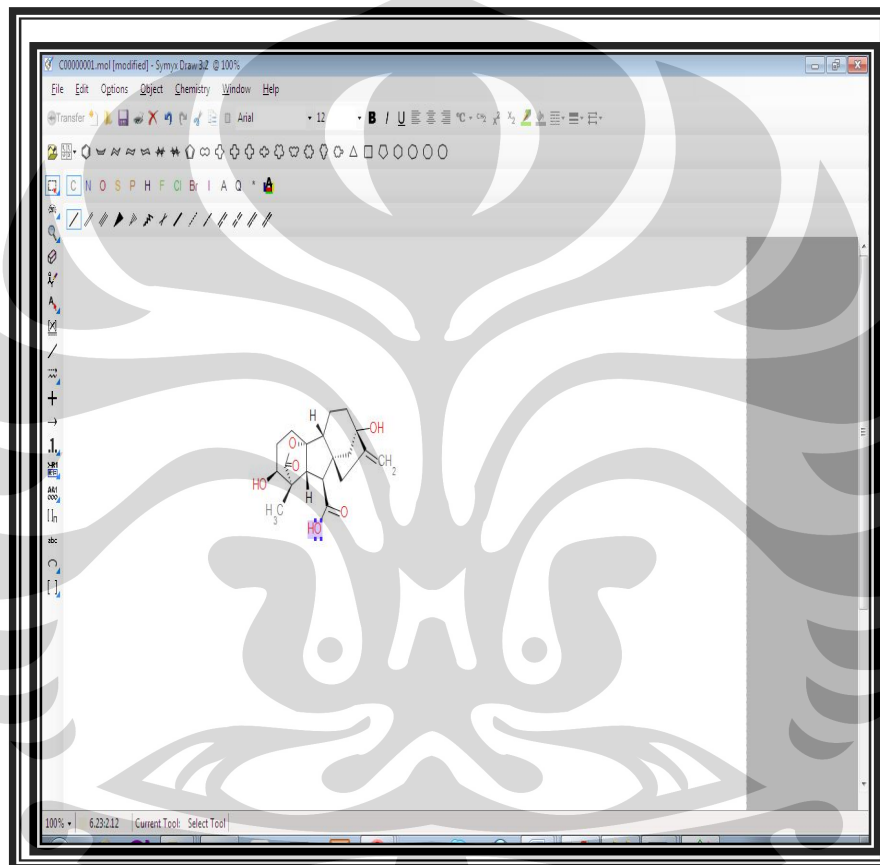 C00000001.mol [modified] - Symyx Draw 3.2 @ 100%
File Edit Options Object Chemistry Window Help
Transfer Arial 12 B I U
C N O S P H F Cl Br I A Q * A
H
OH
O
O
CH2
HO
H
H3C
O
HO
abc
100% 6.23:2.12 Current Tool: Select Tool